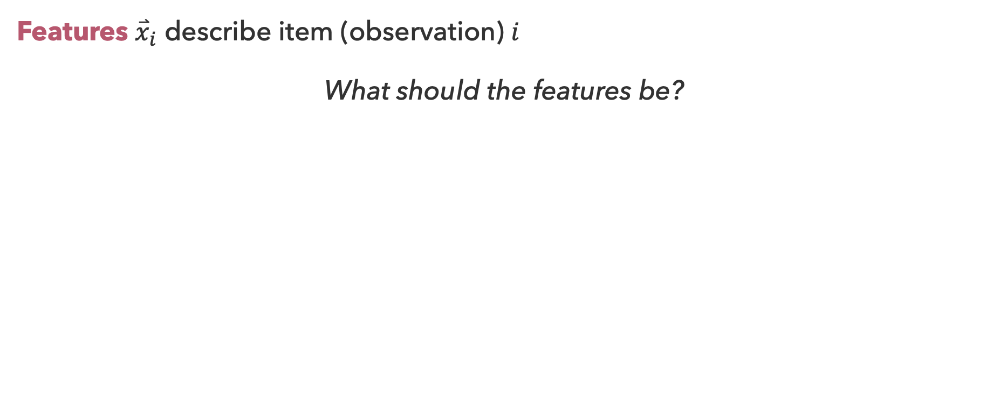 Features x⃗ᵢ describe item (observation) i
What should the features be?